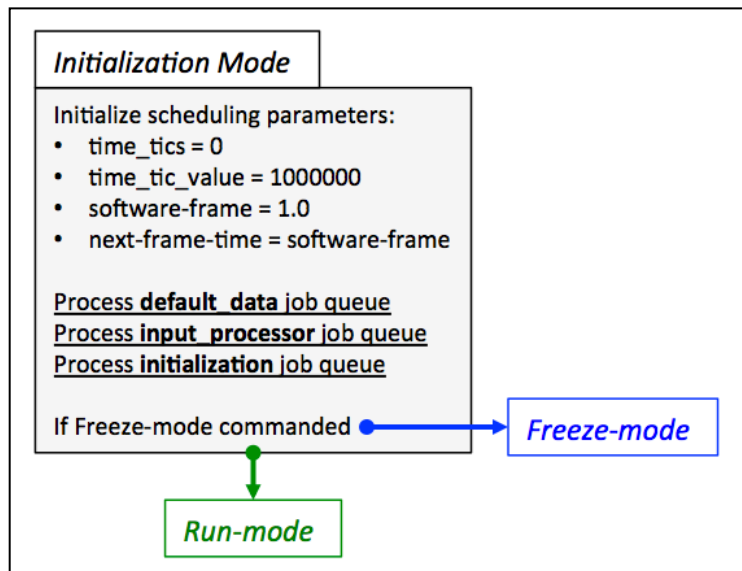 Initialization Mode
Initialize scheduling parameters:
• time_tics = 0
• time_tic_value = 1000000
• software-frame = 1.0
• next-frame-time = software-frame
Process default_data job queue
Process input_processor job queue
Process initialization job queue
If Freeze-mode commanded
Freeze-mode
Run-mode